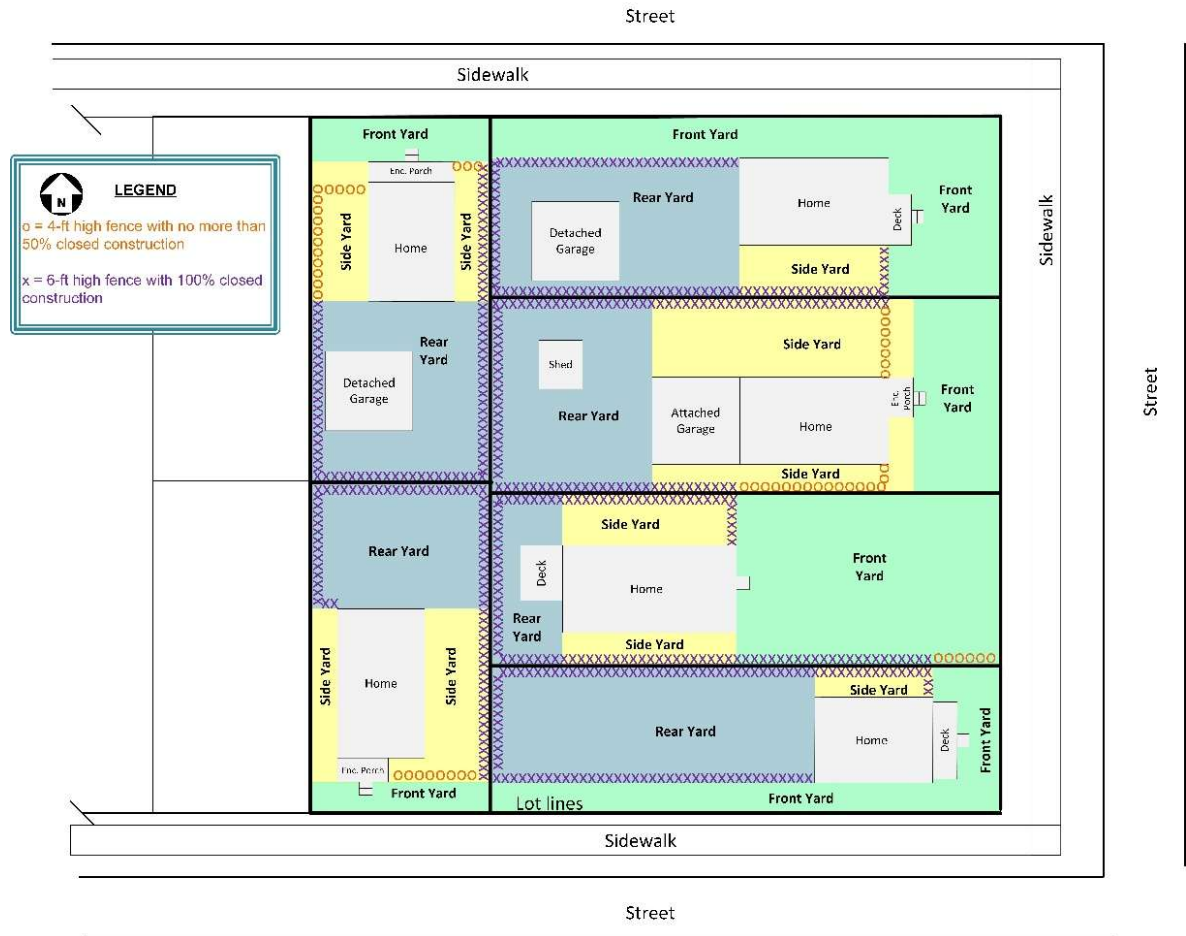 Street
Sidewalk
LEGEND
N
o = 4-ft high fence with no more than
50% closed construction
x = 6-ft high fence with 100% closed
construction
Front Yard
Enc. Porch
Side Yard
Home
Side Yard
Rear
Yard
Detached
Garage
Front Yard
Rear Yard
Detached
Garage
Home
Deck
Front
Yard
Side Yard
Sidewalk
Street
Side Yard
Shed
Rear Yard
Attached
Garage
Home
Enc.
Porch
Front
Yard
Side Yard
Rear Yard
Side Yard
Home
Side Yard
Enc. Porch
Front Yard
Side Yard
Deck
Home
Rear
Yard
Side Yard
Front
Yard
Rear Yard
Side Yard
Home
Deck
Front Yard
Lot lines
Front Yard
Sidewalk
Street